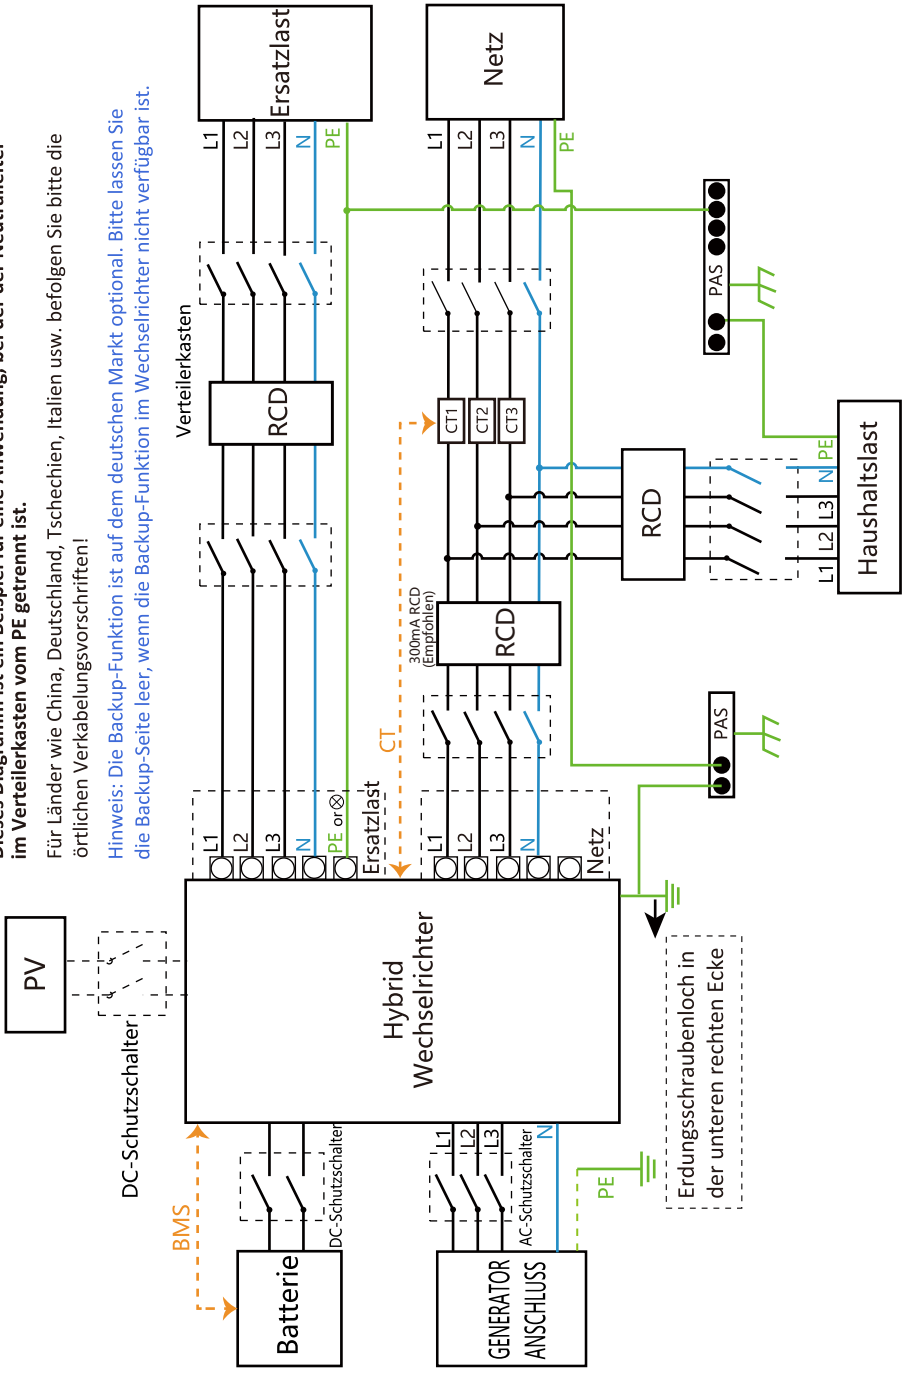 Dieses Diagramm ist ein Beispiel für eine Anwendung, bei der der Neutralleiter
im Verteilerkasten vom PE getrennt ist.
Für Länder wie China, Deutschland, Tschechien, Italien usw. befolgen Sie bitte die
örtlichen Verkabelungsvorschriften!
Hinweis: Die Backup-Funktion ist auf dem deutschen Markt optional. Bitte lassen Sie
die Backup-Seite leer, wenn die Backup-Funktion im Wechselrichter nicht verfügbar ist.
PV
DC-Schutzschalter
BMS
Batterie
DC-Schutzschalter
Hybrid
Wechselrichter
L1
L2
L3
N
PE or ⊗
Ersatzlast
Verteilerkasten
RCD
L1
L2
L3
N
PE
Ersatzlast
CT
GENERATOR
ANSCHLUSS
L1
L2
L3
N
AC-Schutzschalter
PE
L1
L2
L3
N
Netz
300mA RCD
(Empfohlen)
RCD
CT1
CT2
CT3
L1
L2
L3
N
PE
Netz
RCD
L1
L2
L3
N
PE
Haushaltslast
PAS
PAS
Erdungsschraubenloch in
der unteren rechten Ecke